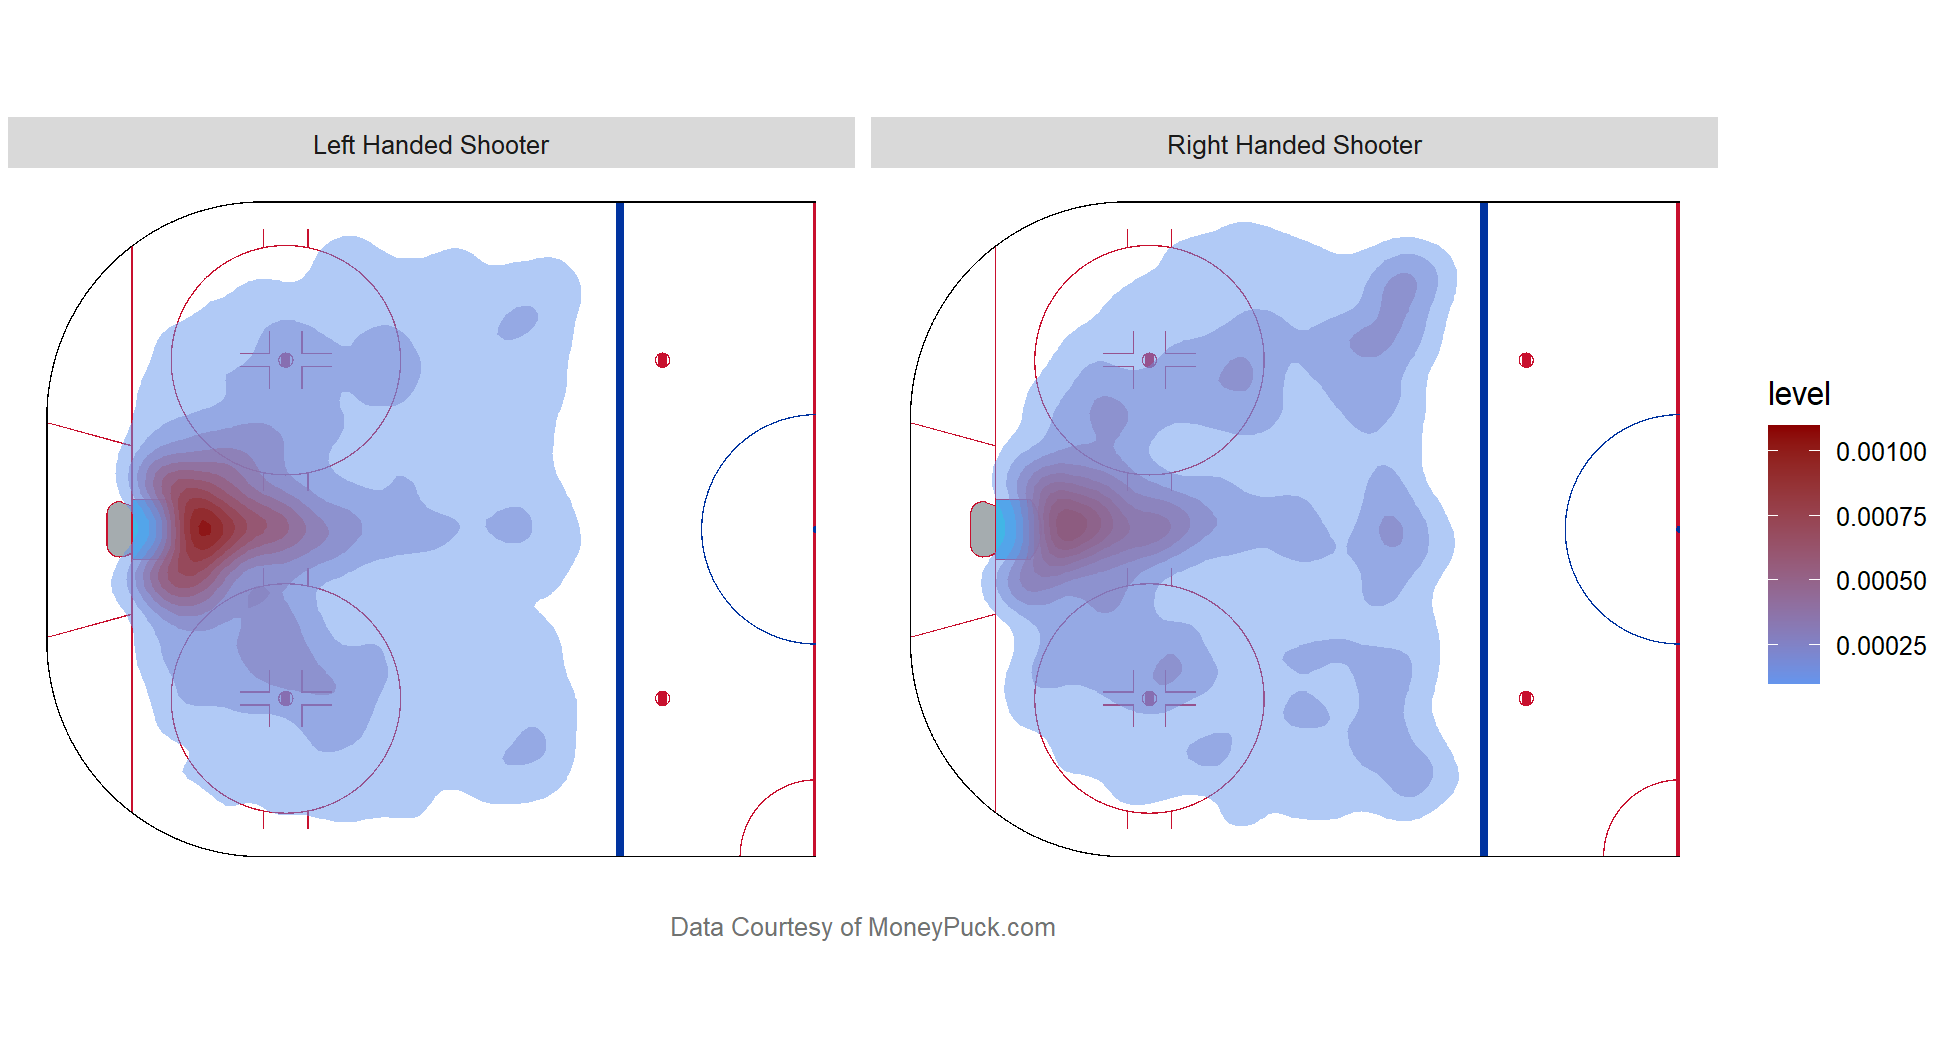 Left Handed Shooter
Right Handed Shooter
level
0.00100
0.00075
0.00050
0.00025
Data Courtesy of MoneyPuck.com